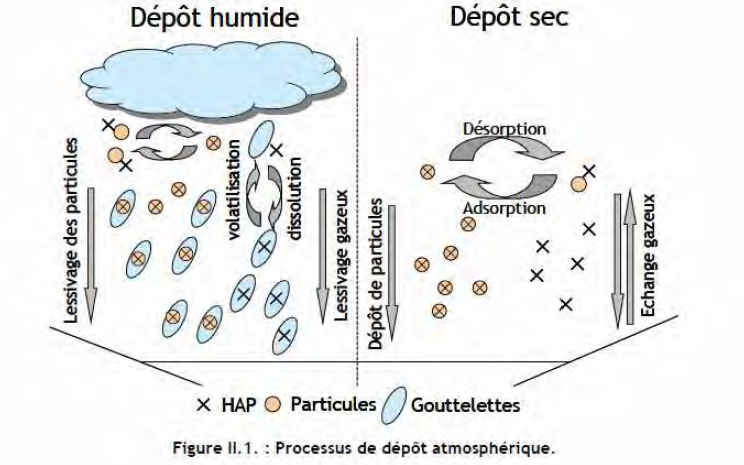 Dépôt humide
Dépôt sec
Lessivage des particules
volatilisation
dissolution
Lessivage gazeux
Dépôt de particules
Désorption
Adsorption
Echange gazeux
HAP Particules Gouttelettes
Figure II.1. : Processus de dépôt atmosphérique.